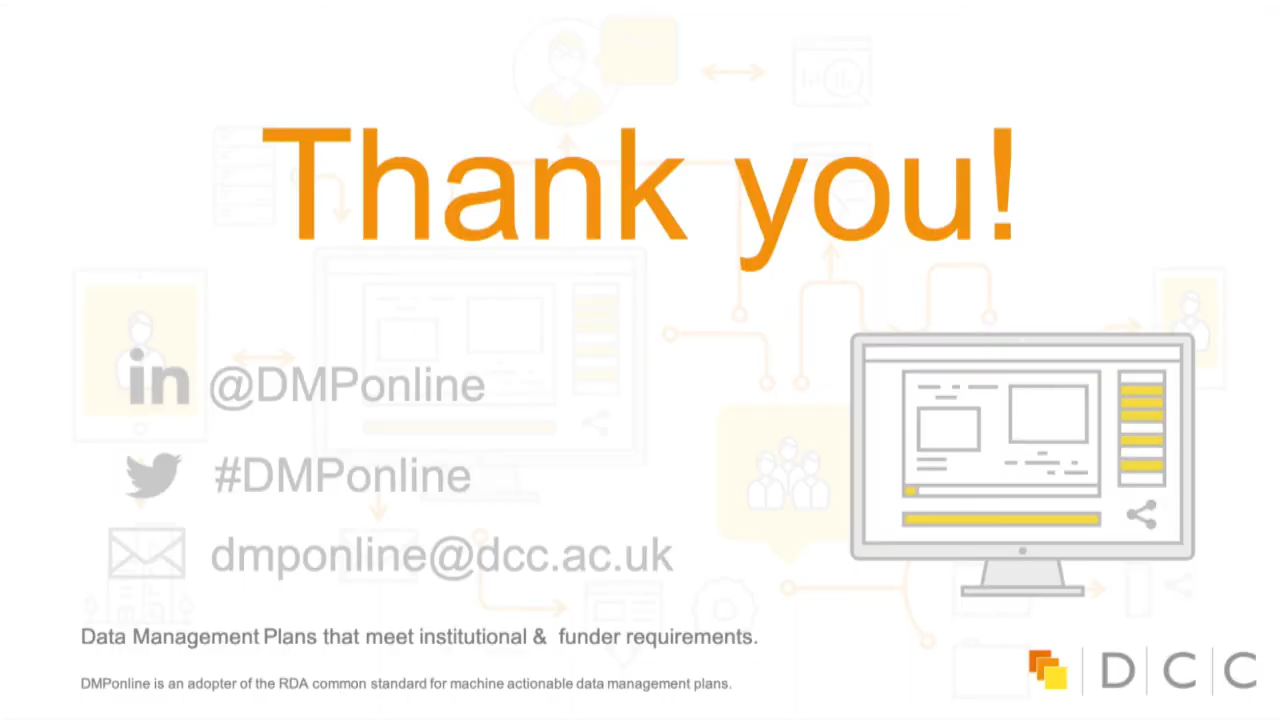 Thank you!
in @DMPonline
#DMPonline
dmponline@dcc.ac.uk
Data Management Plans that meet institutional & funder requirements.
DMPonline is an adopter of the RDA common standard for machine actionable data management plans.
DCC